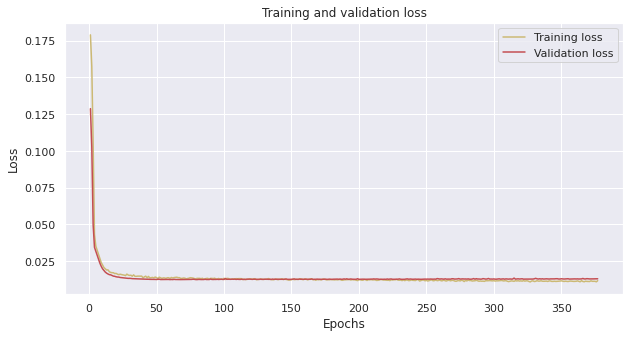 Training and validation loss
Training loss
Validation loss
0.175
0.150
0.125
0.100
0.075
0.050
0.025
Loss
0 50 100 150 200 250 300 350
Epochs